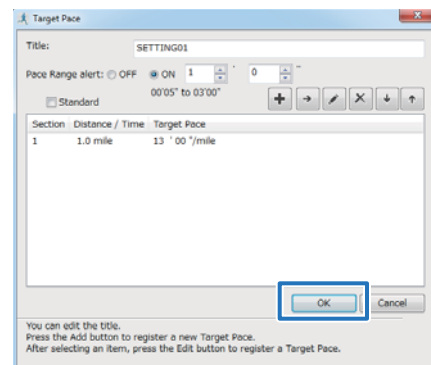 Target Pace
Title: SETTING01
Pace Range alert: OFF ON 1 ' 0 "
00'05" to 03'00"
Standard
Section Distance / Time Target Pace
1 1.0 mile 13 ' 00 "/mile
OK Cancel
You can edit the title.
Press the Add button to register a new Target Pace.
After selecting an item, press the Edit button to register a Target Pace.